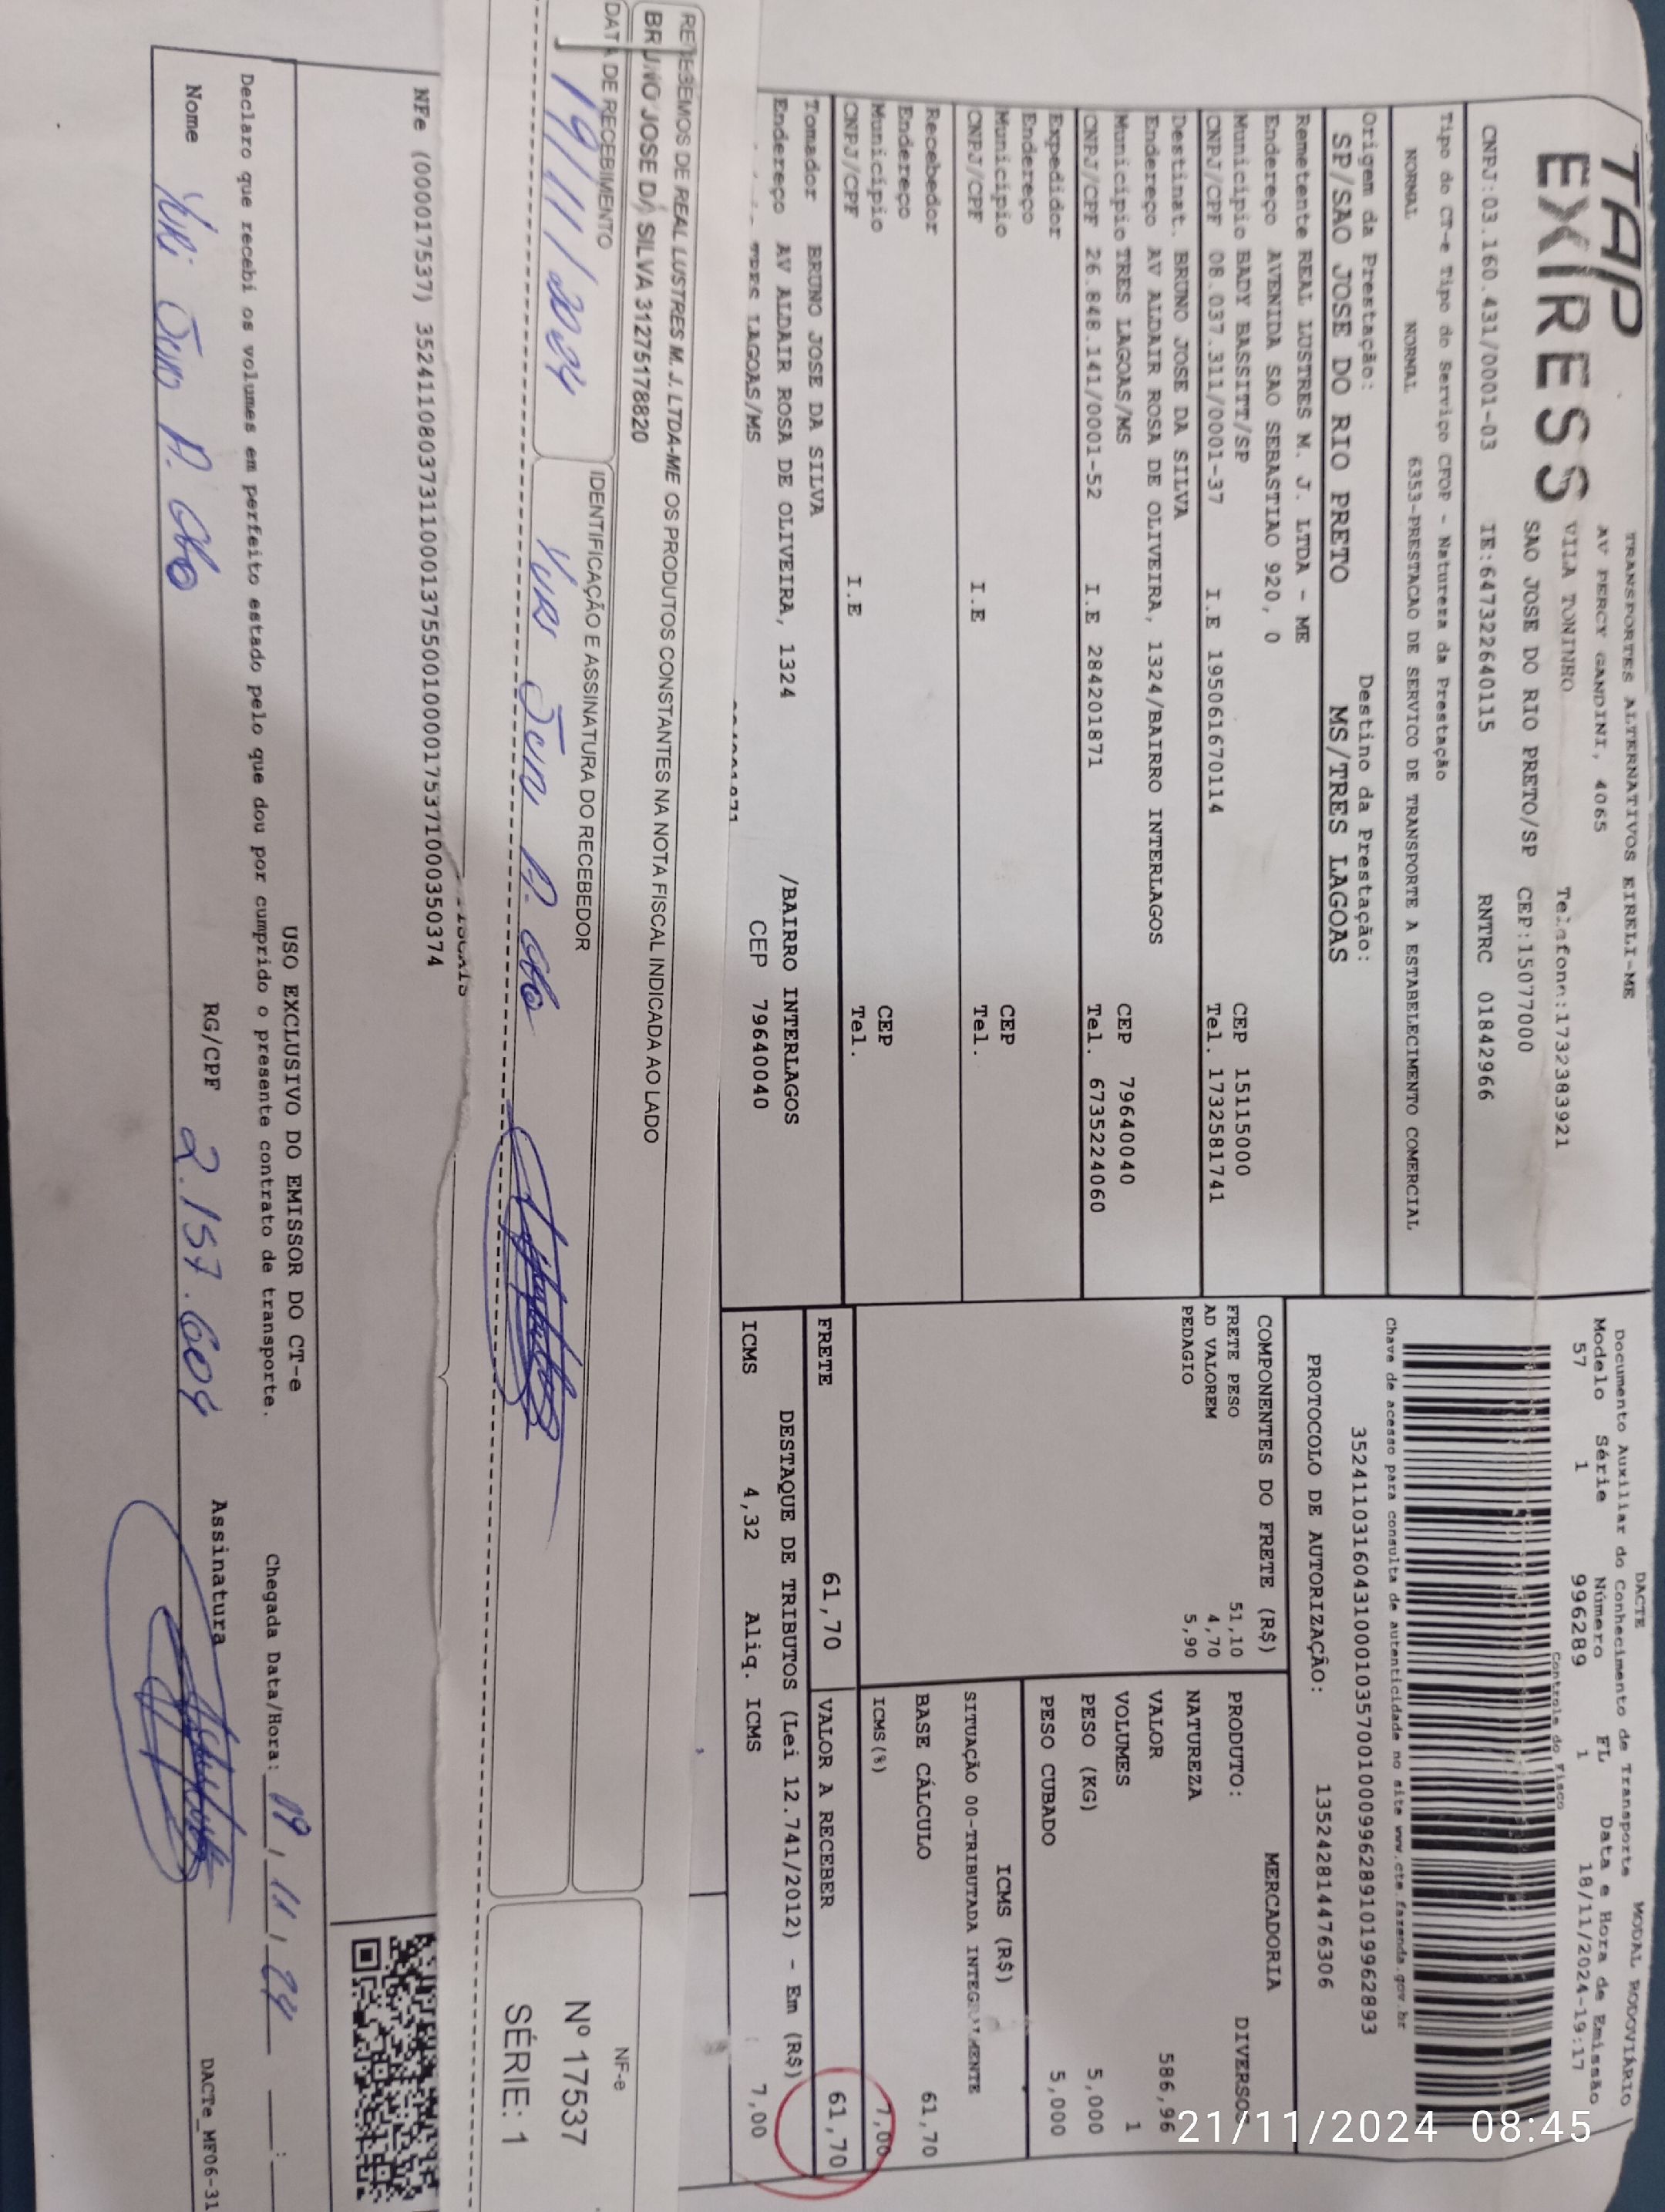 TAP
EXPRESS
TRANSPORTES ALTERNATIVOS EIRELI-ME
AV PERCY GANDINI, 4065
VILA TONINHO
Telefone:1732383921
SAO JOSE DO RIO PRETO/SP CEP:15077000
CNPJ:03.160.431/0001-03 IE:647322640115 RNTRC 01842966
DACTE MODAL RODOVIÁRIO
Documento Auxiliar do Conhecimento de Transporte
Modelo Série Número FL Data e Hora de Emissão
57 1 996289 1 18/11/2024-19:17
Controle do Fisco
Chave de acesso para consulta de autenticidade no site www.cte.fazenda.gov.br
35241103160431000103570010009962891019962893
PROTOCOLO DE AUTORIZAÇÃO: 135242814476306
Tipo do CT-e Tipo do Serviço CFOP - Natureza da Prestação
NORMAL NORMAL 6353-PRESTACAO DE SERVICO DE TRANSPORTE A ESTABELECIMENTO COMERCIAL
Origem da Prestação: Destino da Prestação:
SP/SAO JOSE DO RIO PRETO MS/TRES LAGOAS
Remetente REAL LUSTRES M. J. LTDA - ME
Endereço AVENIDA SAO SEBASTIAO 920, 0
Município BADY BASSITT/SP CEP 15115000
CNPJ/CPF 08.037.311/0001-37 I.E 195061670114 Tel. 1732581741
Destinat. BRUNO JOSE DA SILVA
Endereço AV ALDAIR ROSA DE OLIVEIRA, 1324/BAIRRO INTERLAGOS
Município TRES LAGOAS/MS CEP 79640040
CNPJ/CPF 26.848.141/0001-52 I.E 284201871 Tel. 6735224060
Expedidor
Endereço
Município CEP
CNPJ/CPF I.E Tel.
Recebedor
Endereço
Município CEP
CNPJ/CPF I.E Tel.
Tomador BRUNO JOSE DA SILVA
Endereço AV ALDAIR ROSA DE OLIVEIRA, 1324 /BAIRRO INTERLAGOS
TRES LAGOAS/MS CEP 79640040
COMPONENTES DO FRETE (R$)
FRETE PESO 51,10
AD VALOREM 4,70
PEDAGIO 5,90
MERCADORIA
PRODUTO: DIVERSOS
NATUREZA
VALOR 586,96
VOLUMES 1
PESO (KG) 5,000
PESO CUBADO 5,000
ICMS (R$)
SITUAÇÃO 00-TRIBUTADA INTEGRALMENTE
BASE CÁLCULO 61,70
ICMS(%) 7,00
FRETE 61,70 VALOR A RECEBER 61,70
DESTAQUE DE TRIBUTOS (Lei 12.741/2012) - Em (R$)
ICMS 4,32 Aliq. ICMS 7,00
RECEBEMOS DE REAL LUSTRES M. J. LTDA-ME OS PRODUTOS CONSTANTES NA NOTA FISCAL INDICADA AO LADO
BRUNO JOSE DA SILVA 31275178820
DATA DE RECEBIMENTO IDENTIFICAÇÃO E ASSINATURA DO RECEBEDOR
19/11/2024
NF-e
Nº 17537
SÉRIE: 1
NFe (000017537) 35241108037311000137550010000175371000350374
USO EXCLUSIVO DO EMISSOR DO CT-e
Declaro que recebi os volumes em perfeito estado pelo que dou por cumprido o presente contrato de transporte.
Chegada Data/Hora: 19/11/24 :
Nome RG/CPF 2.157.604 Assinatura
DACTe_MF06-31
21/11/2024 08:45